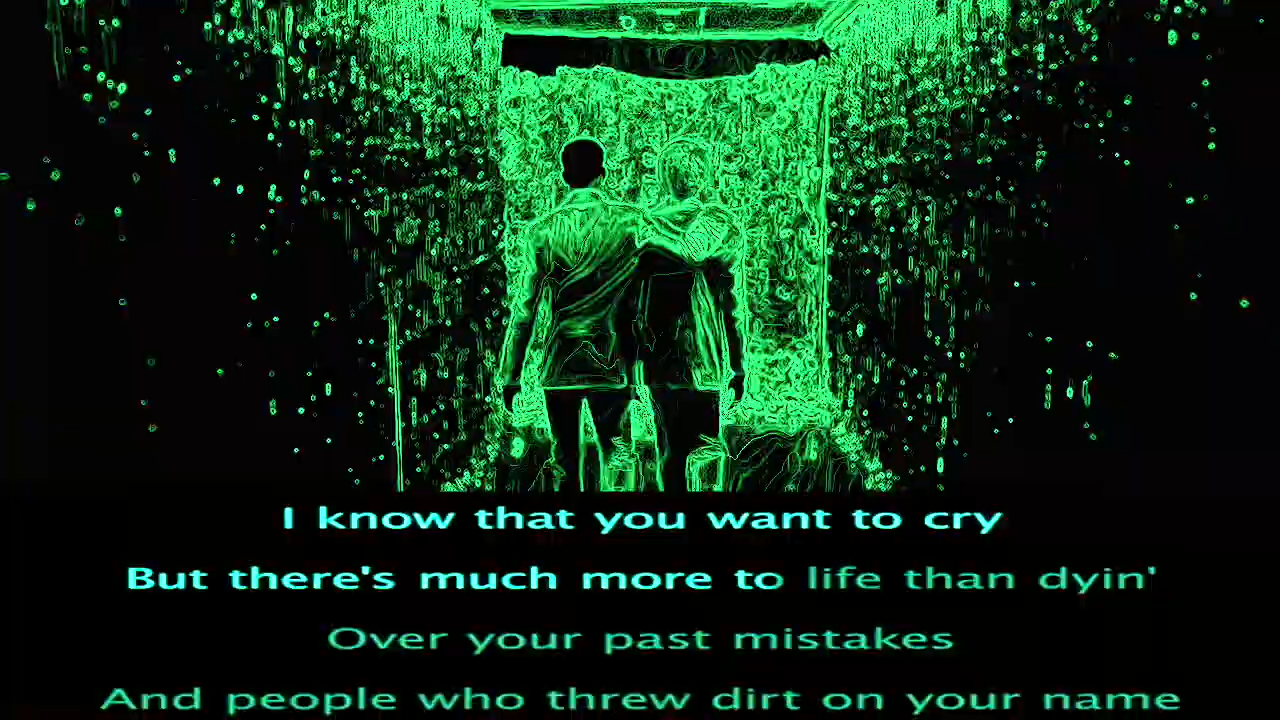 I know that you want to cry
But there's much more to life than dyin'
Over your past mistakes
And people who threw dirt on your name